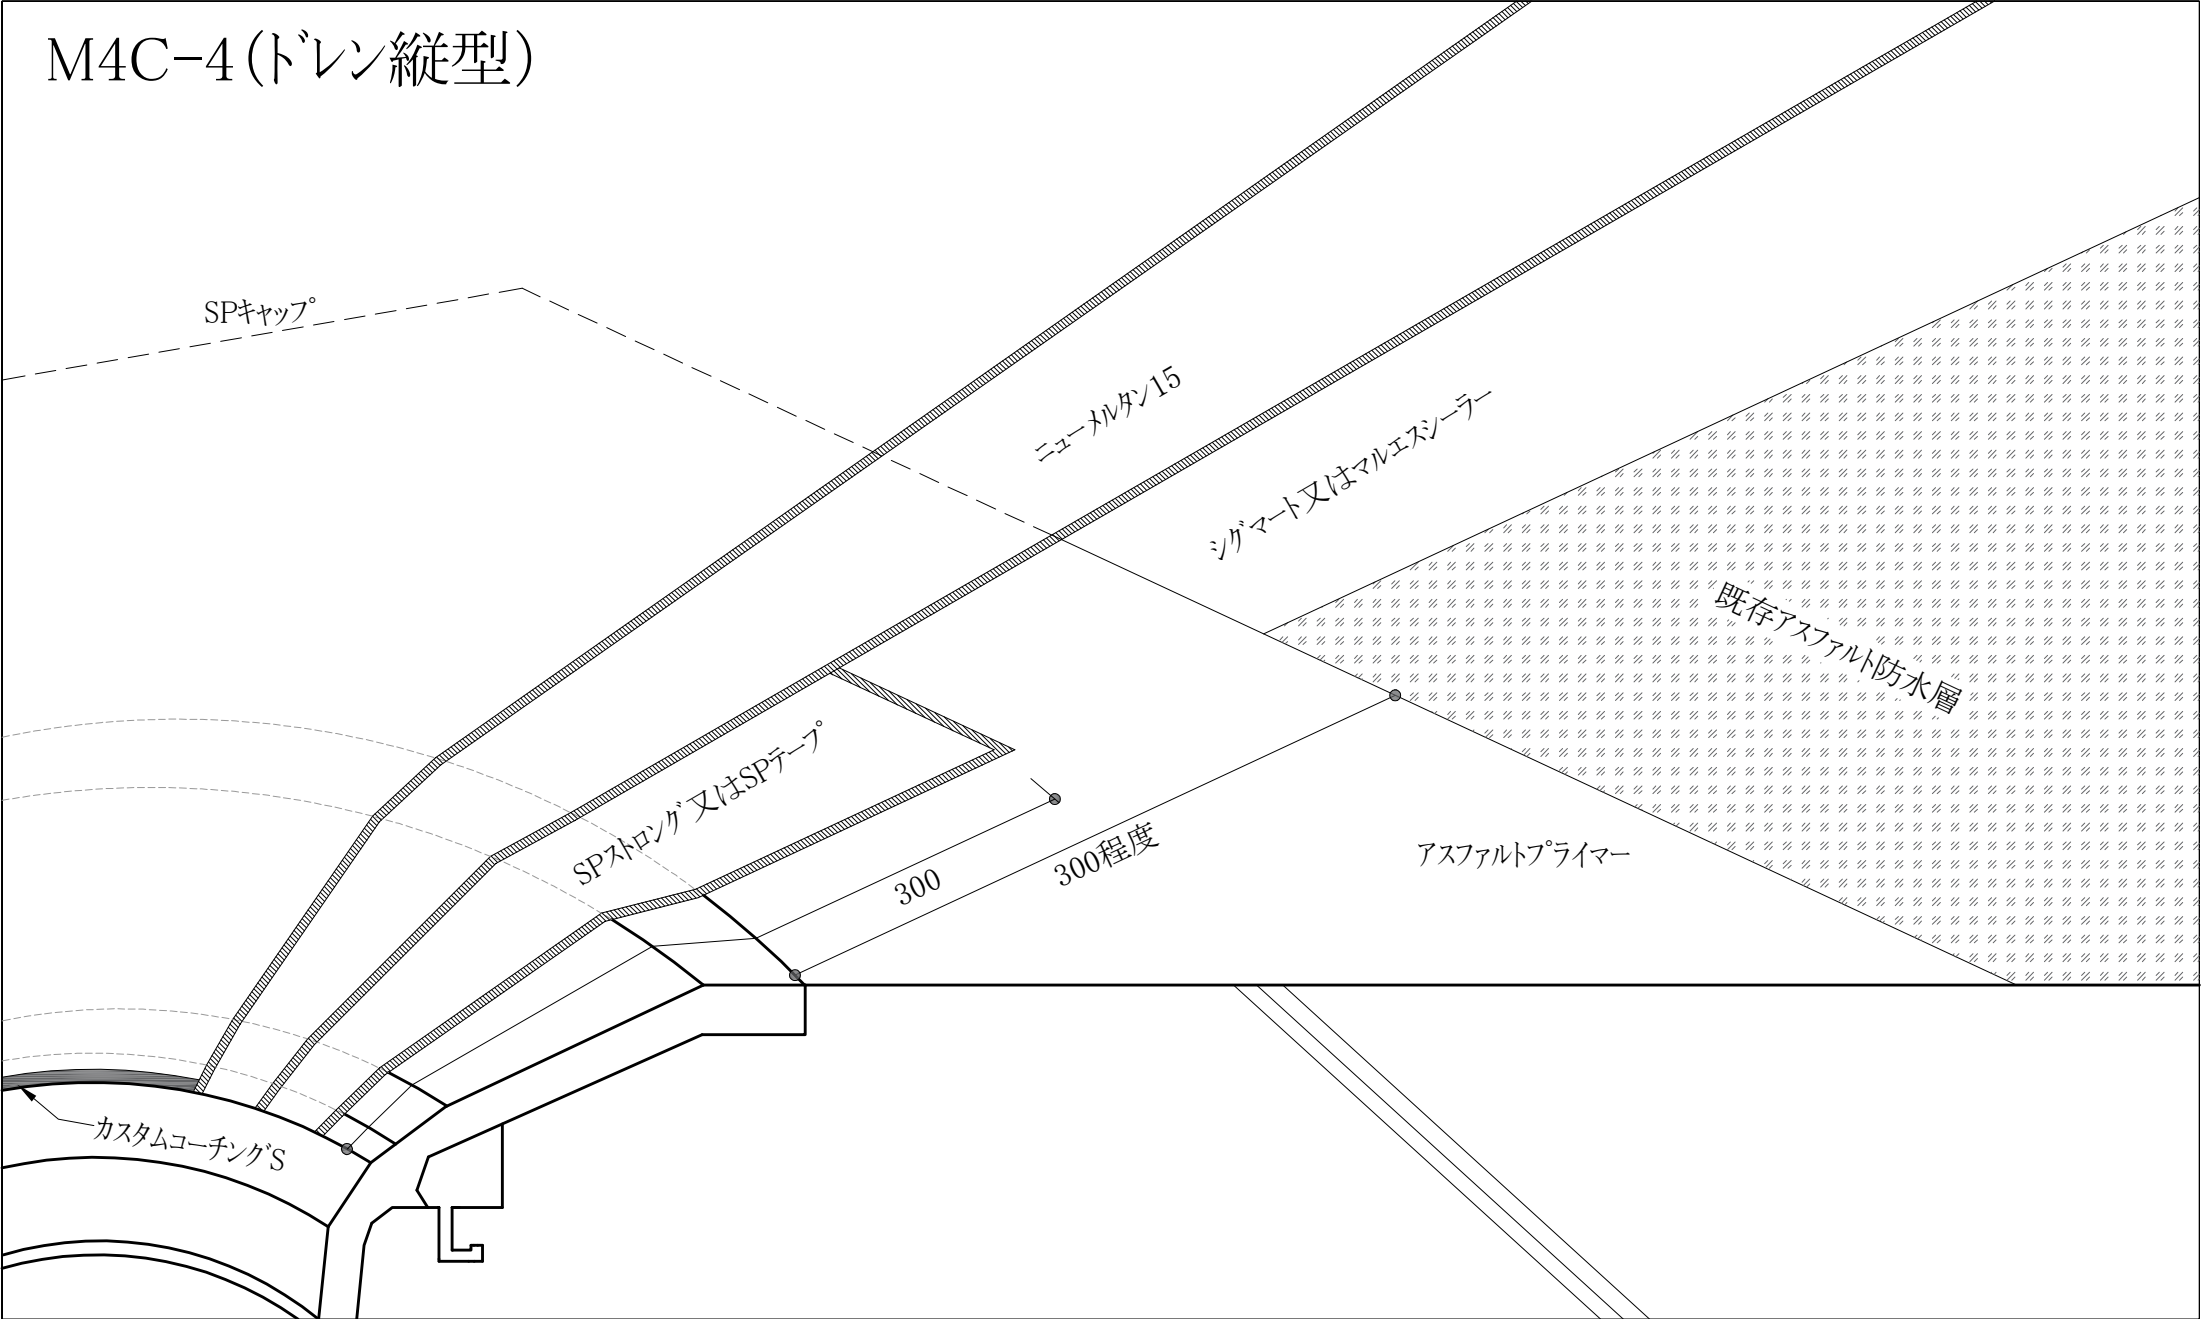 M4C-4(ドレン縦型)
SPキャップ
ニューメルタン15
シグマート又はマルエスシーラー
既存アスファルト防水層
SPストロング又はSPテープ
300
300程度
アスファルトプライマー
カスタムコーチングS